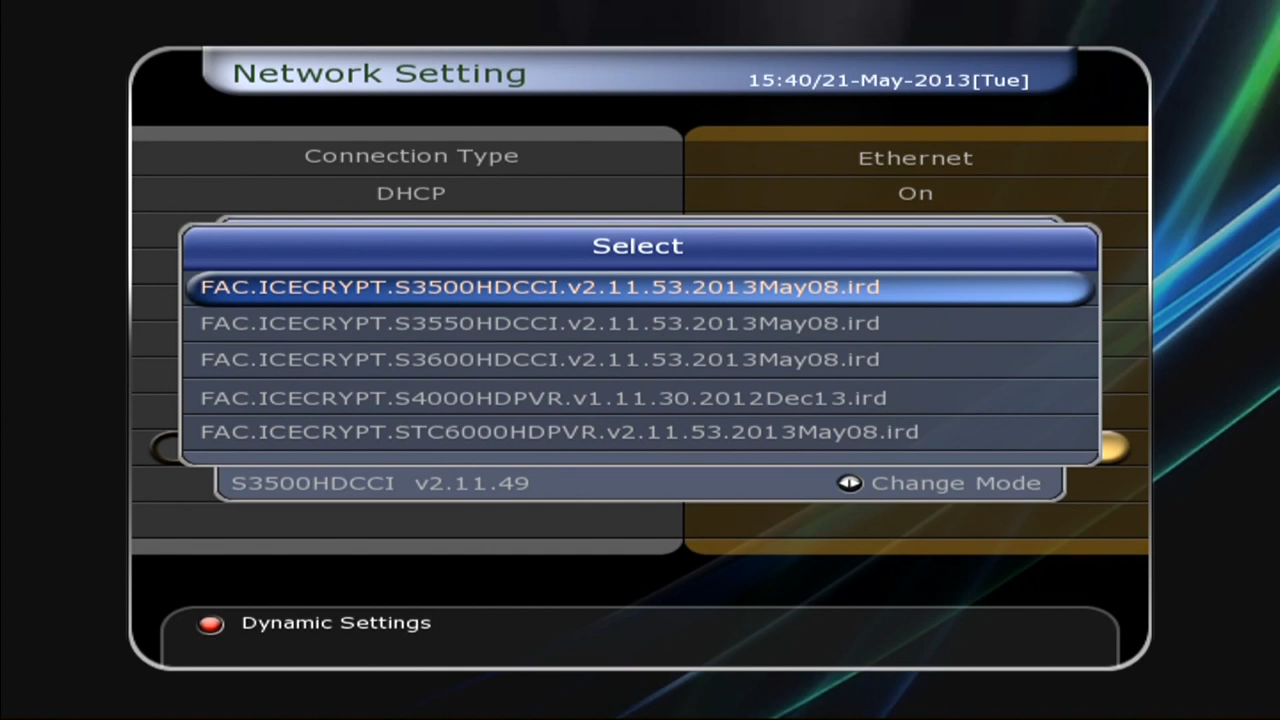 Network Setting
15:40/21-May-2013[Tue]
Connection Type
Ethernet
DHCP
On
Select
FAC.ICECRYPT.S3500HDCCI.v2.11.53.2013May08.ird
FAC.ICECRYPT.S3550HDCCI.v2.11.53.2013May08.ird
FAC.ICECRYPT.S3600HDCCI.v2.11.53.2013May08.ird
FAC.ICECRYPT.S4000HDPVR.v1.11.30.2012Dec13.ird
FAC.ICECRYPT.STC6000HDPVR.v2.11.53.2013May08.ird
S3500HDCCI v2.11.49
Change Mode
Dynamic Settings